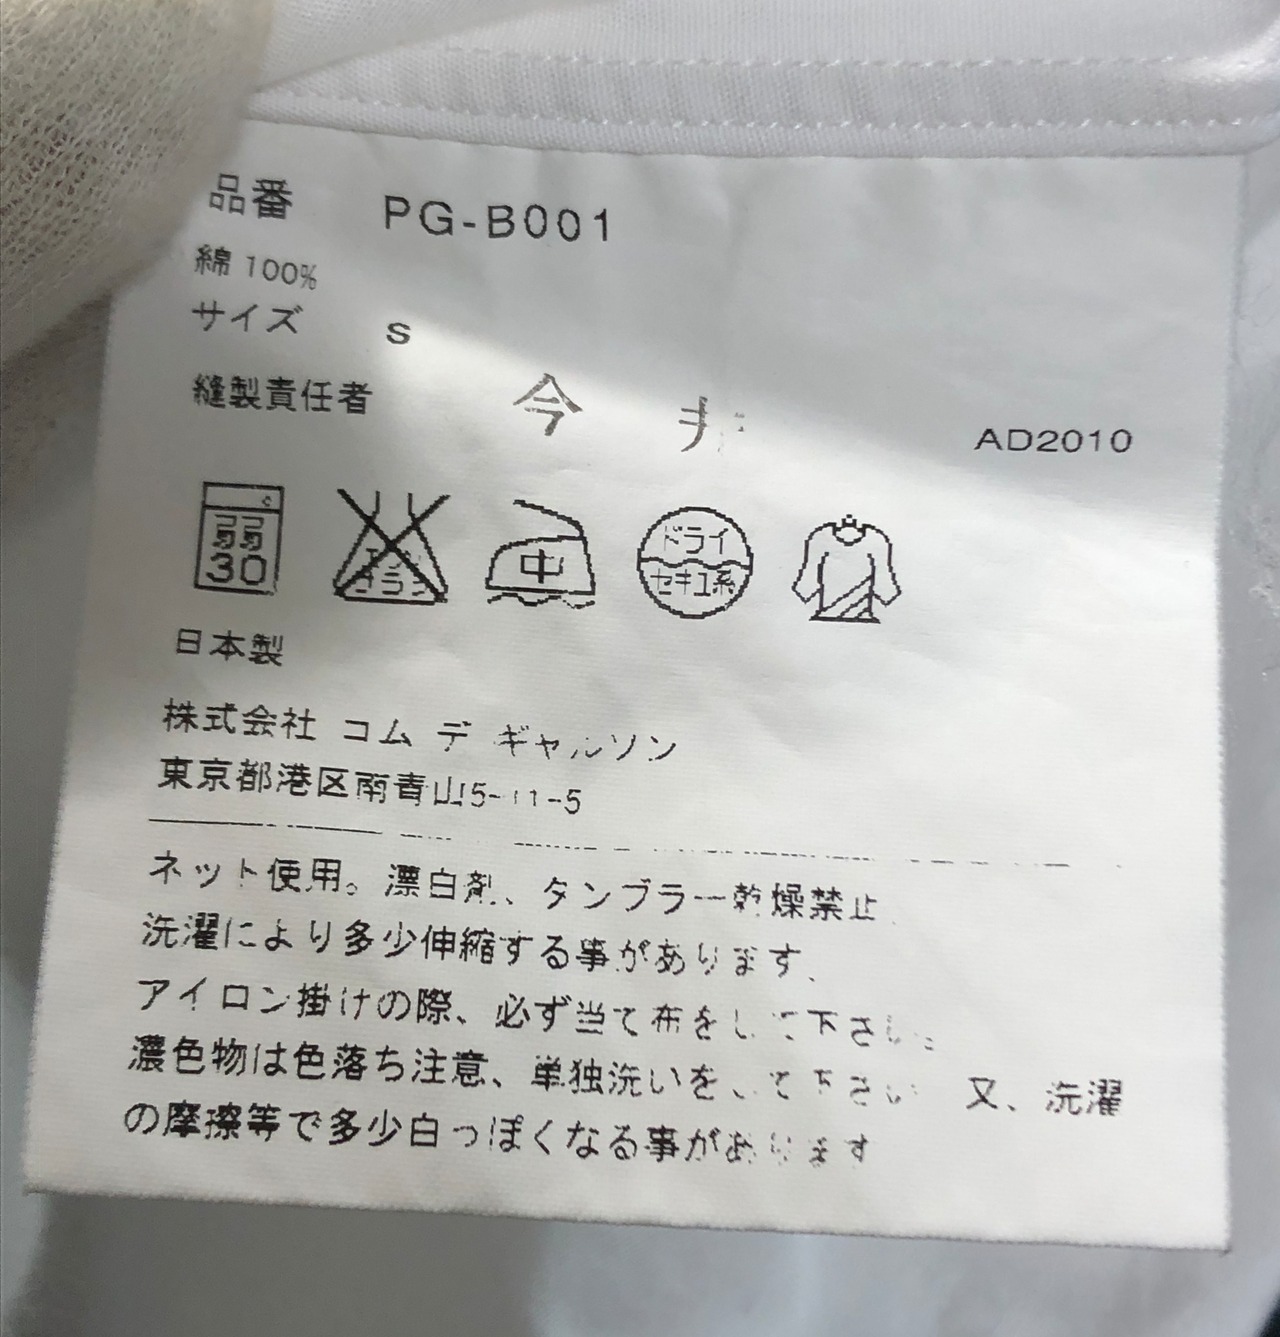 品番 PG-B001
綿 100%
サイズ S
縫製責任者 今 AD2010
弱 30
中
ドライ
セキユ系
日本製
株式会社 コム デ ギャルソン
東京都港区南青山5-11-5
ネット使用。漂白剤、タンブラー乾燥禁止
洗濯により多少伸縮する事があります。
アイロン掛けの際、必ず当て布をして下さい。
濃色物は色落ち注意、単独洗いをして下さい 又、洗濯
の摩擦等で多少白っぽくなる事があります